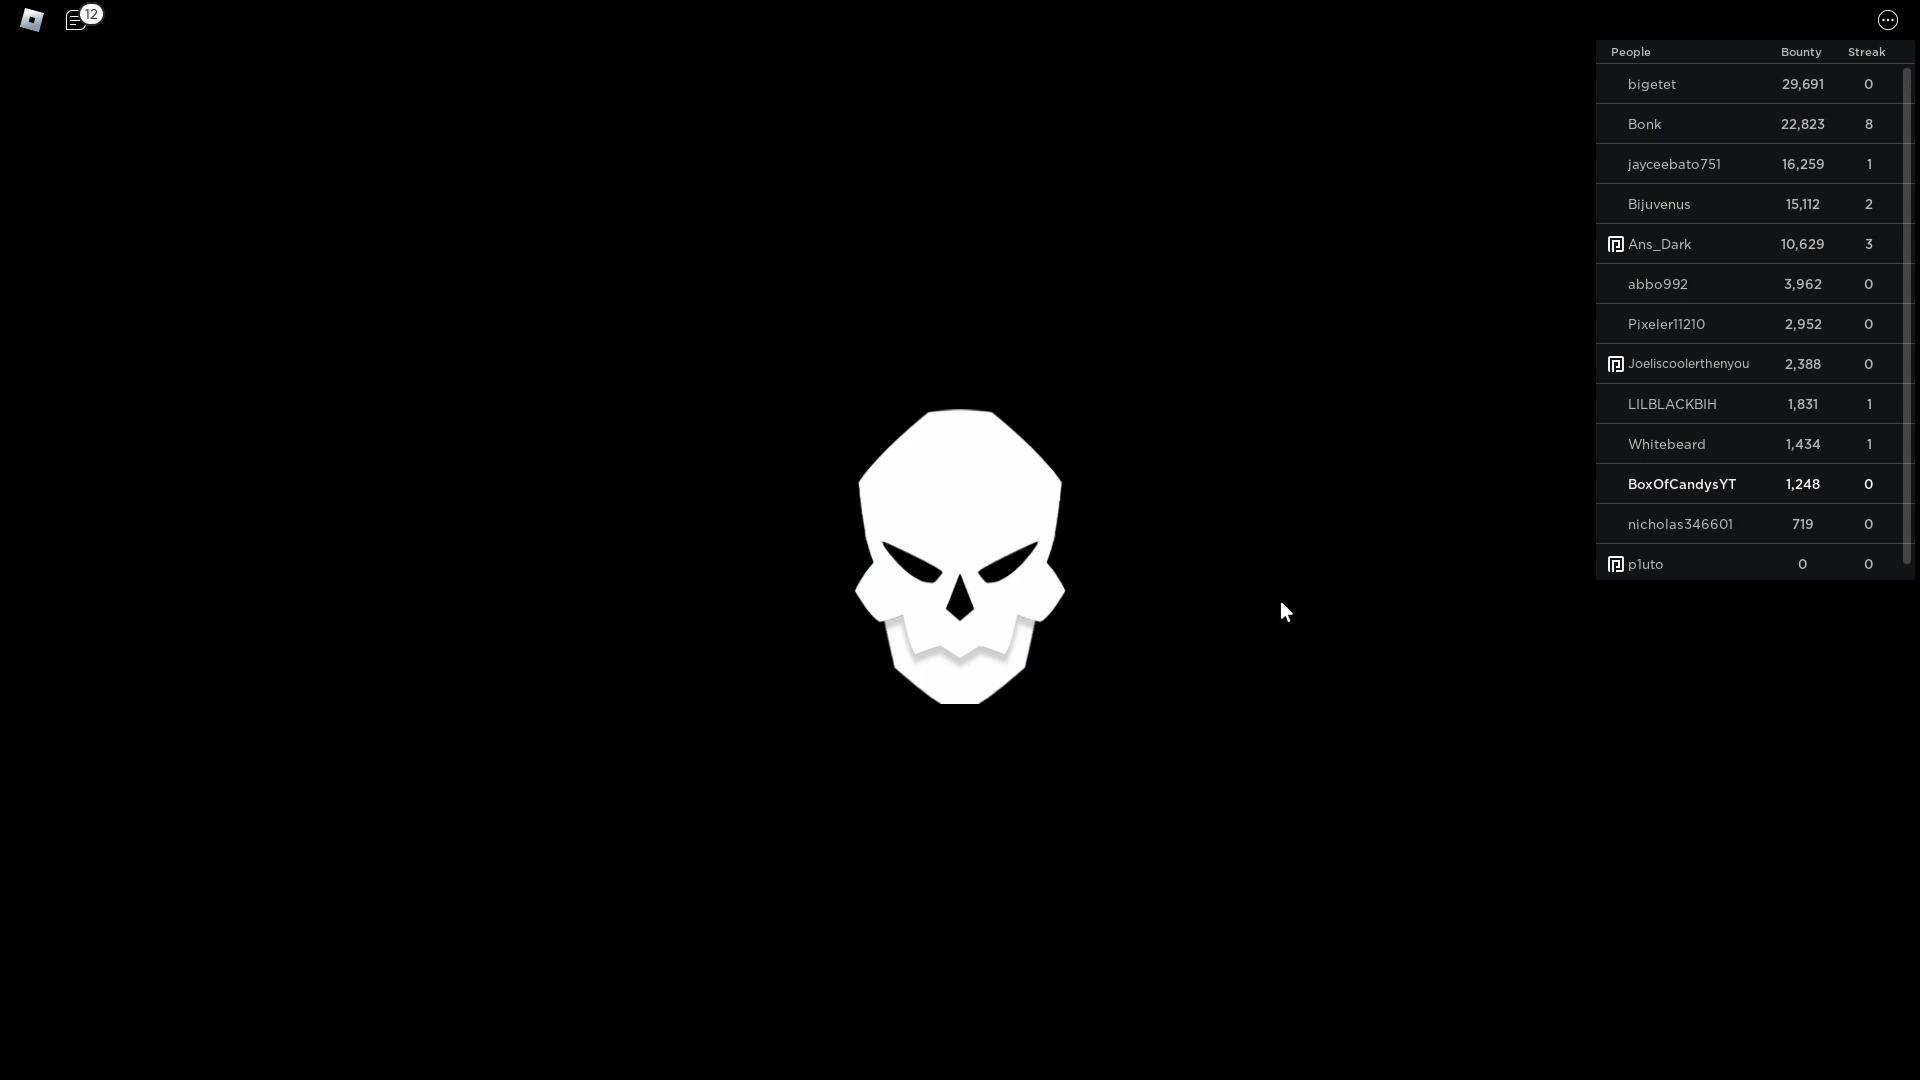 12
People Bounty Streak
bigetet 29,691 0
Bonk 22,823 8
jayceebato751 16,259 1
Bijuvenus 15,112 2
Ans_Dark 10,629 3
abbo992 3,962 0
Pixeler11210 2,952 0
Joeliscoolerthenyou 2,388 0
LILBLACKBIH 1,831 1
Whitebeard 1,434 1
BoxOfCandysYT 1,248 0
nicholas346601 719 0
p1uto 0 0